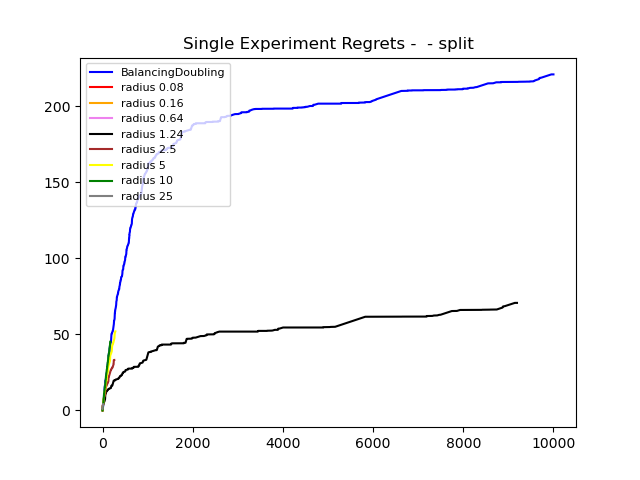 Single Experiment Regrets -  - split
BalancingDoubling
radius 0.08
radius 0.16
radius 0.64
radius 1.24
radius 2.5
radius 5
radius 10
radius 25
200
150
100
50
0
0 2000 4000 6000 8000 10000